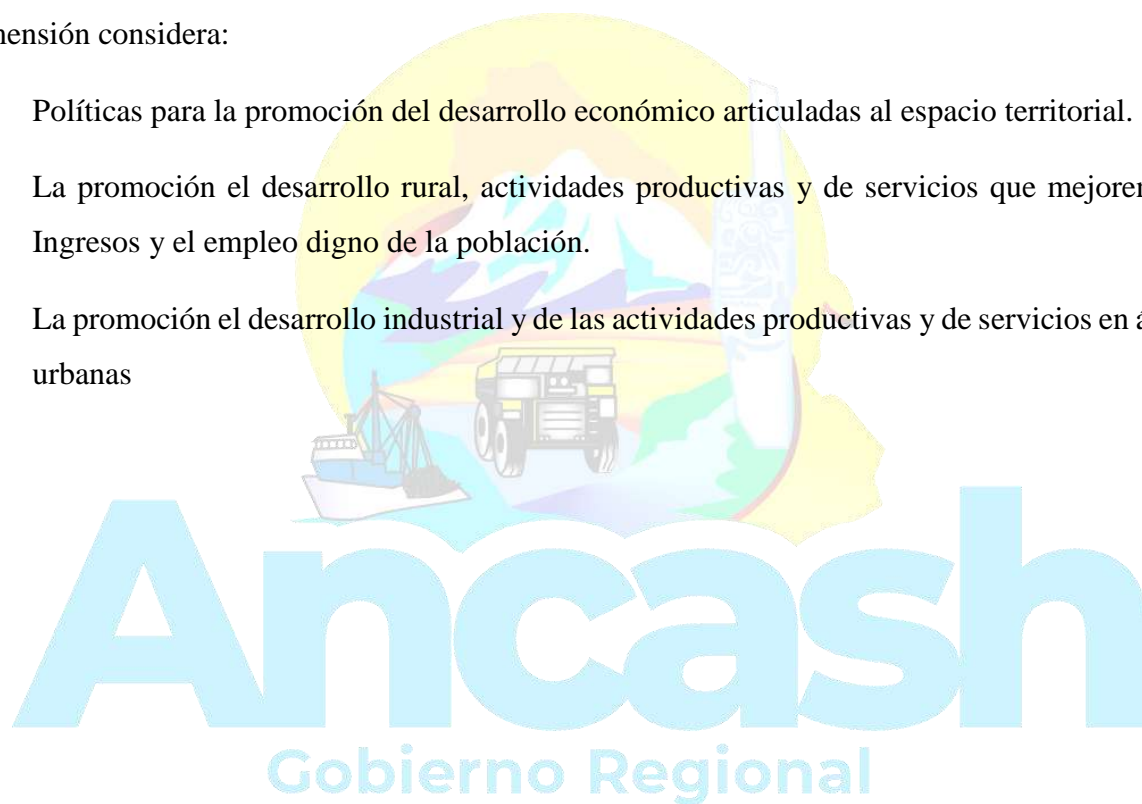 mensión considera:
Políticas para la promoción del desarrollo económico articuladas al espacio territorial.
La promoción el desarrollo rural, actividades productivas y de servicios que mejoren
Ingresos y el empleo digno de la población.
La promoción el desarrollo industrial y de las actividades productivas y de servicios en á
urbanas
Ancash
Gobierno Regional